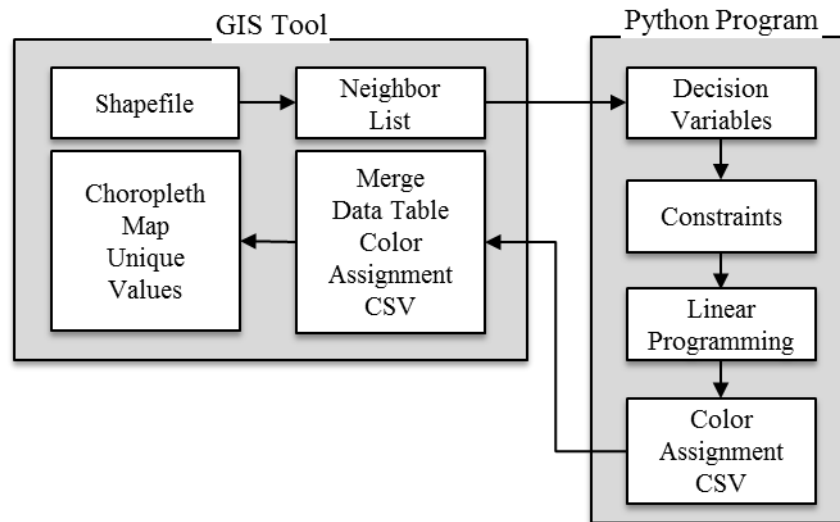 GIS Tool
Shapefile
Neighbor
List
Choropleth
Map
Unique
Values
Merge
Data Table
Color
Assignment
CSV
Python Program
Decision
Variables
Constraints
Linear
Programming
Color
Assignment
CSV